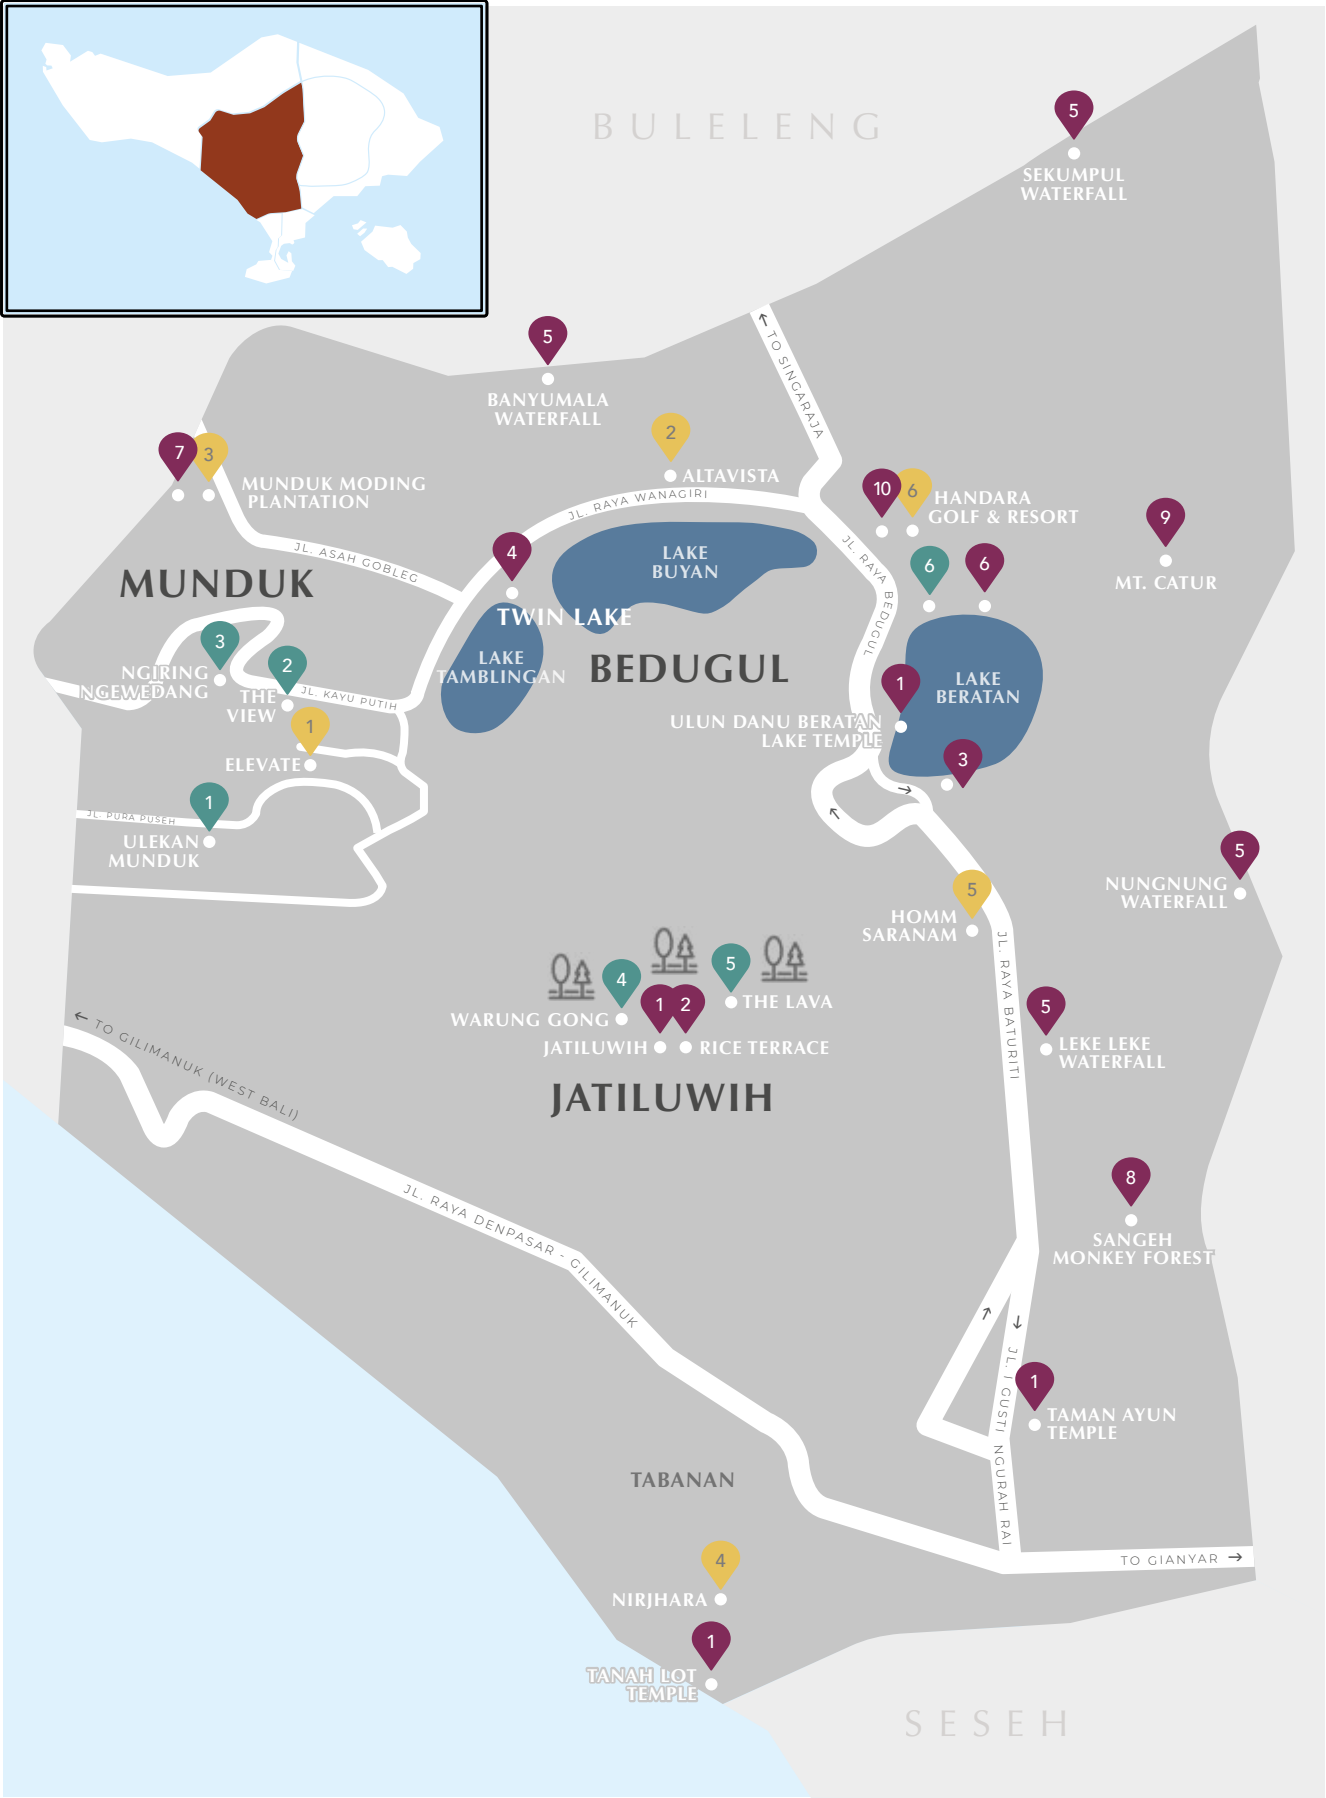 BULELENG
5
SEKUMPUL
WATERFALL
TO SINGARAJA
5
BANYUMALA
WATERFALL
2
ALTAVISTA
7
3
MUNDUK MODING
PLANTATION
JL. RAYA WANAGIRI
10
6
HANDARA
GOLF & RESORT
9
MT. CATUR
JL. ASAH GOBLEG
MUNDUK
4
TWIN LAKE
LAKE
BUYAN
JL. RAYA BEDUGUL
6
6
LAKE
TAMBLINGAN
BEDUGUL
3
NGIRING
NGEWEDANG
2
THE
VIEW
JL. KAYU PUTIH
1
ELEVATE
1
ULUN DANU BERATAN
LAKE TEMPLE
LAKE
BERATAN
3
1
JL. PURA PUSEH
ULEKAN
MUNDUK
5
NUNGNUNG
WATERFALL
5
HOMM
SARANAM
JL. RAYA BATURITI
4
WARUNG GONG
5
THE LAVA
1
2
JATILUWIH
RICE TERRACE
JATILUWIH
5
LEKE LEKE
WATERFALL
TO GILIMANUK (WEST BALI)
JL. RAYA DENPASAR - GILIMANUK
8
SANGEH
MONKEY FOREST
JL. I GUSTI NGURAH RAI
1
TAMAN AYUN
TEMPLE
TABANAN
TO GIANYAR
4
NIRJHARA
1
TANAH LOT
TEMPLE
SESEH